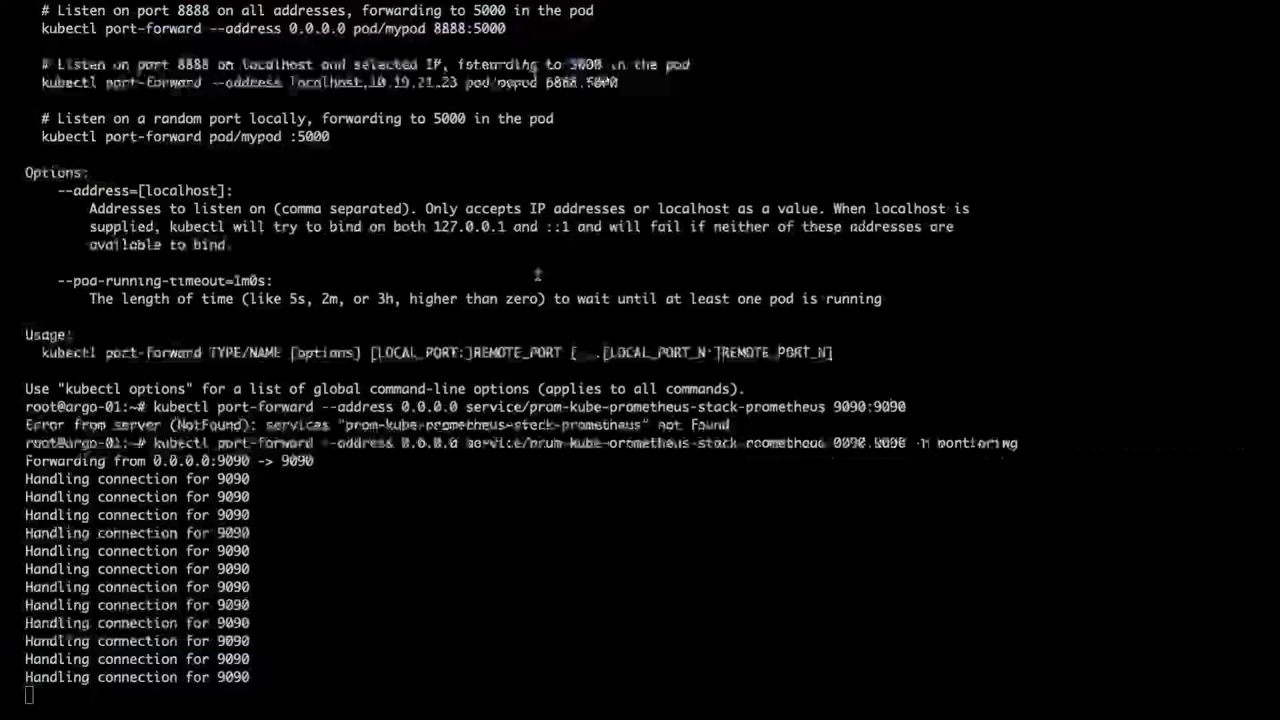 # Listen on port 8888 on all addresses, forwarding to 5000 in the pod
kubectl port-forward --address 0.0.0.0 pod/mypod 8888:5000
# Listen on port 8888 on localhost and selected IP, forwarding to 5000 in the pod
kubectl port-forward --address localhost,10.19.21.23 pod/mypod
# Listen on a random port locally, forwarding to 5000 in the pod
kubectl port-forward pod/mypod :5000
Options:
--address=[localhost]:
Addresses to listen on (comma separated). Only accepts IP addresses or localhost as a value. When localhost is
supplied, kubectl will try to bind on both 127.0.0.1 and ::1 and will fail if neither of these addresses are
available to bind.
--pod-running-timeout=1m0s:
The length of time (like 5s, 2m, or 3h, higher than zero) to wait until at least one pod is running
Usage:
kubectl port-forward TYPE/NAME [options] [LOCAL_PORT:]REMOTE_PORT [...[LOCAL_PORT_N:]REMOTE_PORT_N]
Use "kubectl options" for a list of global command-line options (applies to all commands).
root@argo-01:~# kubectl port-forward --address 0.0.0.0 service/prom-kube-prometheus-stack-prometheus 9090:9090
Error from server (NotFound): services "prom-kube-prometheus-stack-prometheus" not found
root@argo-01:~# kubectl port-forward --address 0.0.0.0 service/prom-kube-prometheus-stack-prometheus 9090:9090 -n
Forwarding from 0.0.0.0:9090 -> 9090
Handling connection for 9090
Handling connection for 9090
Handling connection for 9090
Handling connection for 9090
Handling connection for 9090
Handling connection for 9090
Handling connection for 9090
Handling connection for 9090
Handling connection for 9090
Handling connection for 9090
Handling connection for 9090
Handling connection for 9090